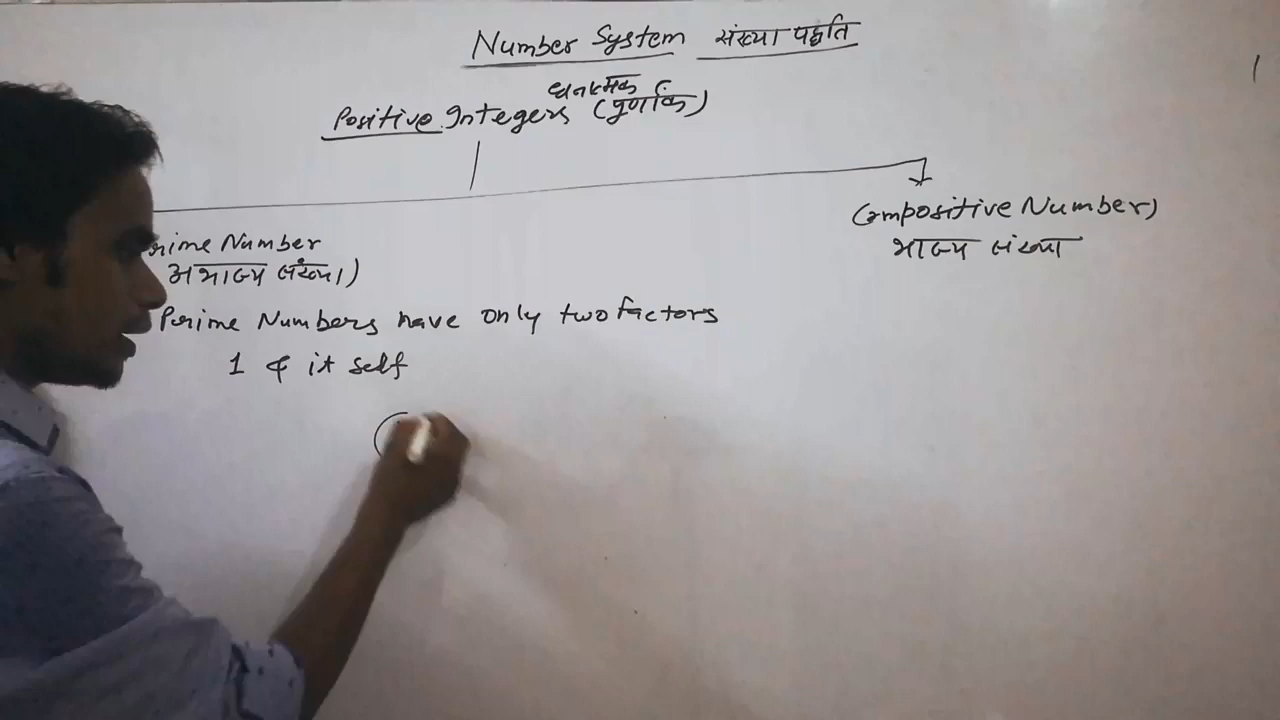 Number System संख्या पद्धति
धनात्मक
Positive Integers (पूर्णांक)
Compositive Number)
भाज्य संख्या
rime Number
अभाज्य संख्या)
Prime Numbers have only two factors
1 & it self